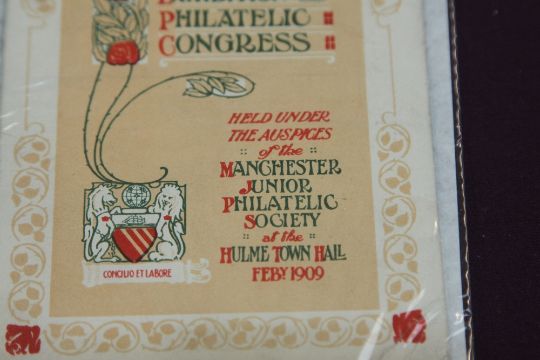 PHILATELIC
CONGRESS
HELD UNDER
THE AUSPICES
of the
MANCHESTER
JUNIOR
PHILATELIC
SOCIETY
at the
HULME TOWN HALL
FEBY 1909
CONCILIO ET LABORE